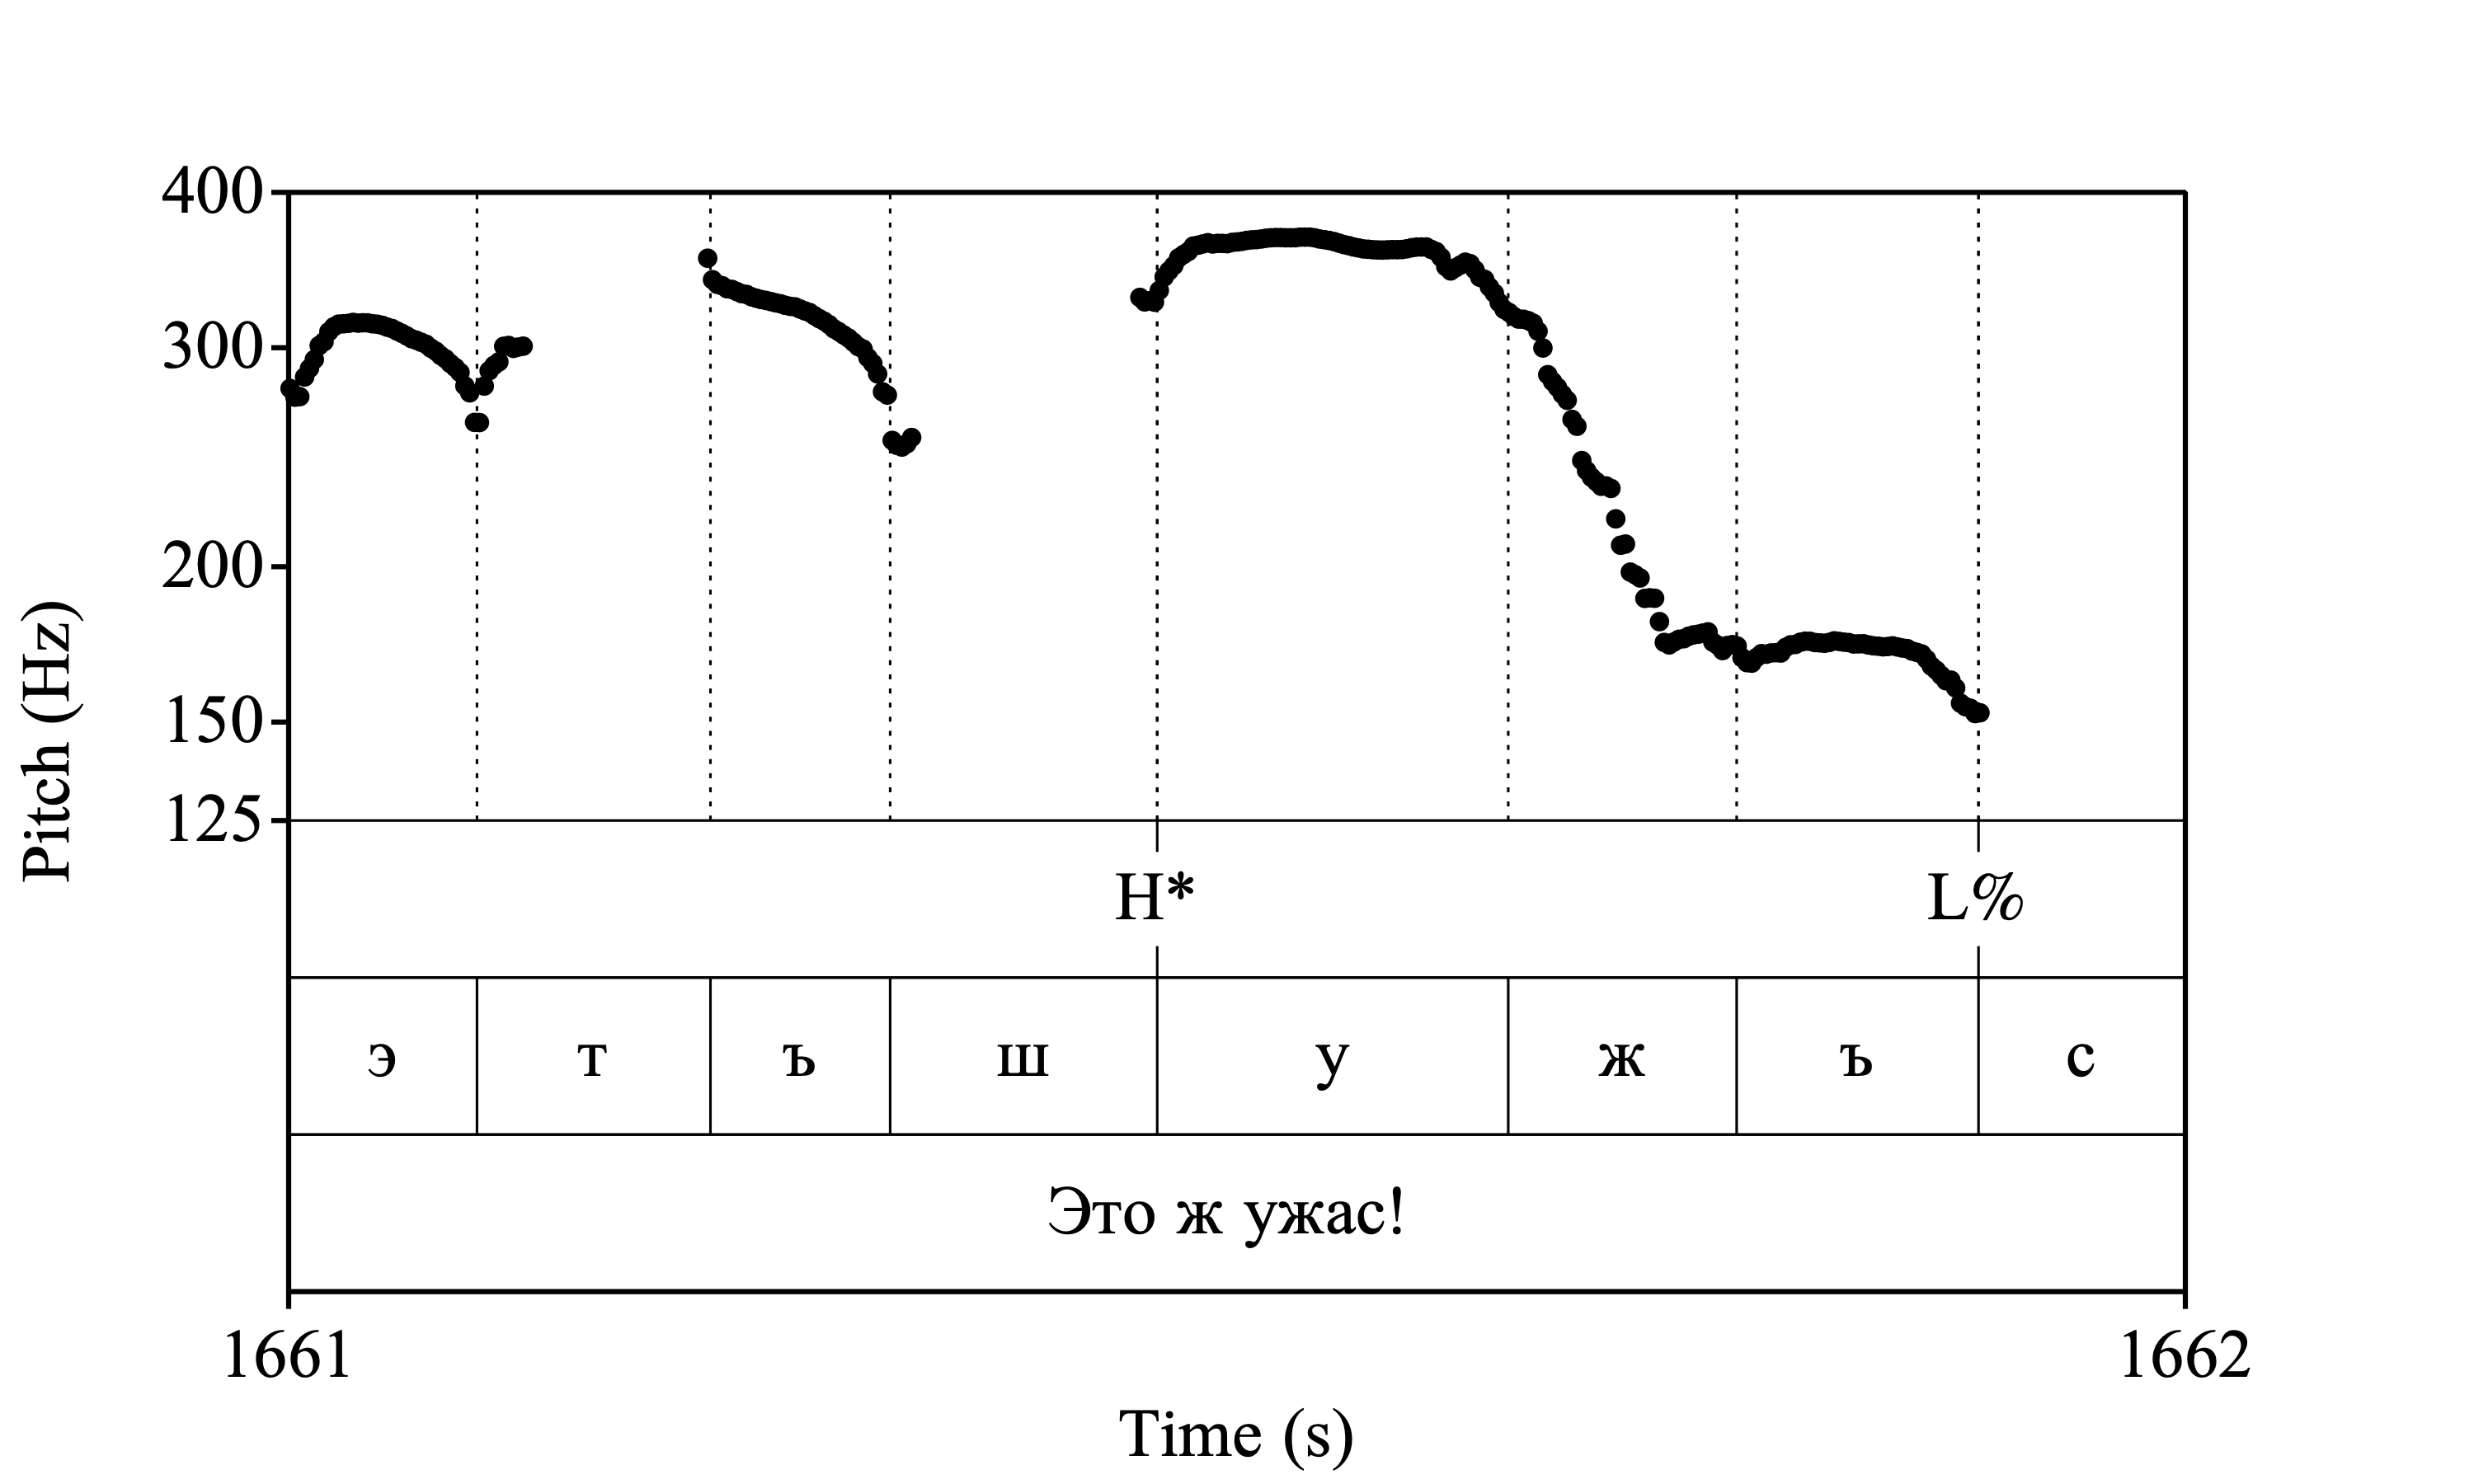 400
300
200
150
125
Pitch (Hz)
H* L%
э т ъ ш у ж ъ с
Это ж ужас!
1661 1662
Time (s)